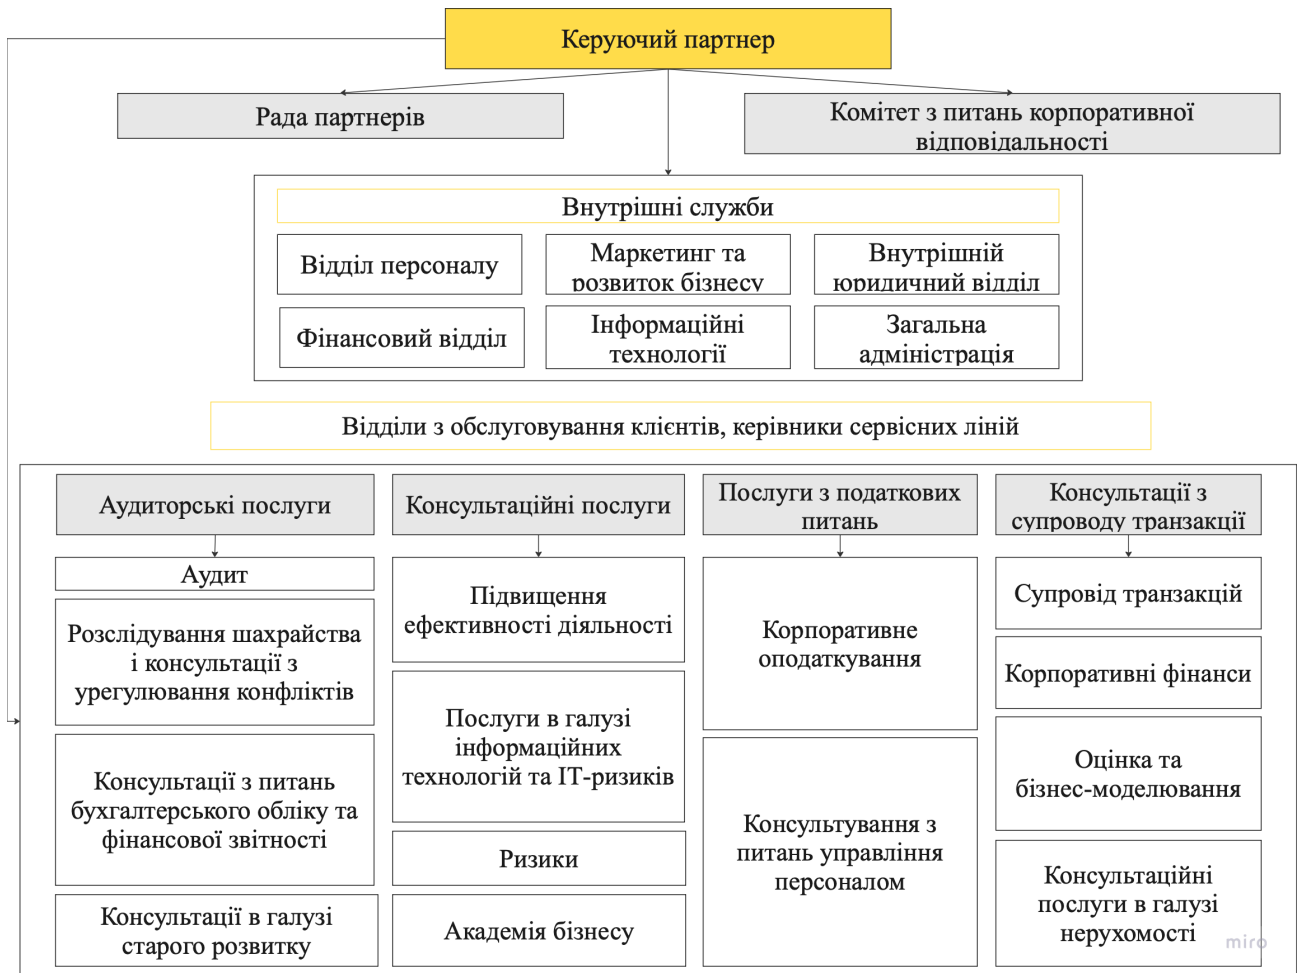 Керуючий партнер
Рада партнерів
Комітет з питань корпоративної
відповідальності
Внутрішні служби
Відділ персоналу
Маркетинг та
розвиток бізнесу
Внутрішній
юридичний відділ
Фінансовий відділ
Інформаційні
технології
Загальна
адміністрація
Відділи з обслуговування клієнтів, керівники сервісних ліній
Аудиторські послуги
Аудит
Розслідування шахрайства
і консультації з
урегулювання конфліктів
Консультації з питань
бухгалтерського обліку та
фінансової звітності
Консультації в галузі
старого розвитку
Консультаційні послуги
Підвищення
ефективності діяльності
Послуги в галузі
інформаційних
технологій та ІТ-ризиків
Ризики
Академія бізнесу
Послуги з податкових
питань
Корпоративне
оподаткування
Консультування з
питань управління
персоналом
Консультації з
супроводу транзакції
Супровід транзакцій
Корпоративні фінанси
Оцінка та
бізнес-моделювання
Консультаційні
послуги в галузі
нерухомості
miro